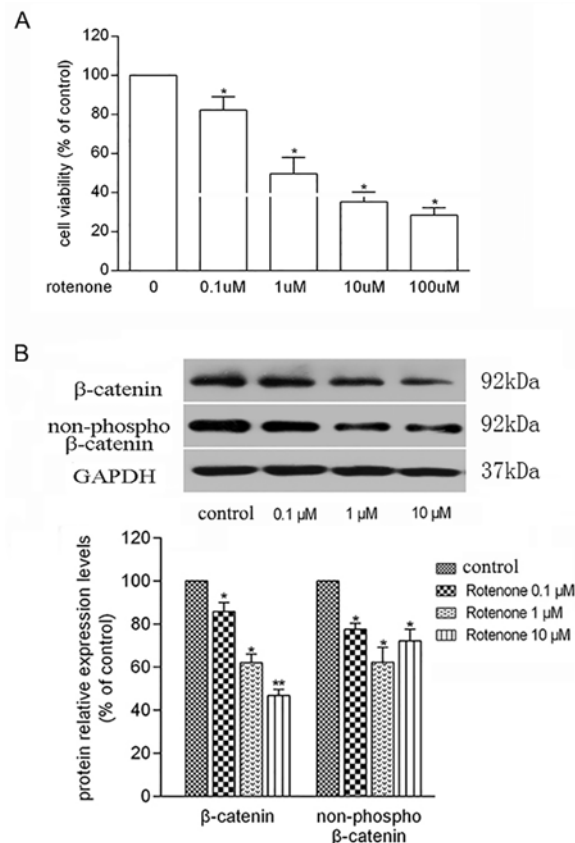 A
cell viability (% of control)
120
100
80
60
40
20
0
* * * *
rotenone 0 0.1uM 1uM 10uM 100uM
B
β-catenin 92kDa
non-phospho
β-catenin 92kDa
GAPDH 37kDa
control 0.1 μM 1 μM 10 μM
protein relative expression levels
(% of control)
120
100
80
60
40
20
0
* * ** * * *
control
Rotenone 0.1 μM
Rotenone 1 μM
Rotenone 10 μM
β-catenin non-phospho
β-catenin